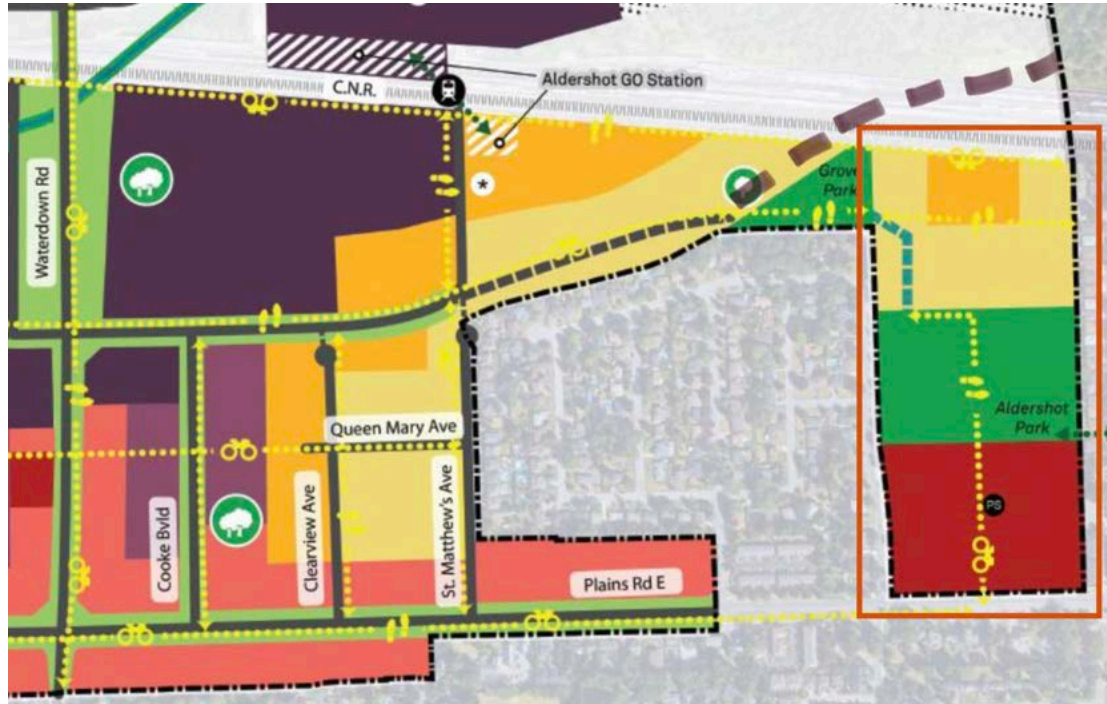 Aldershot GO Station
C.N.R.
Waterdown Rd
*
Grove
Park
Queen Mary Ave
Aldershot
Park
Cooke Bvld
Clearview Ave
St. Matthew's Ave
PS
Plains Rd E